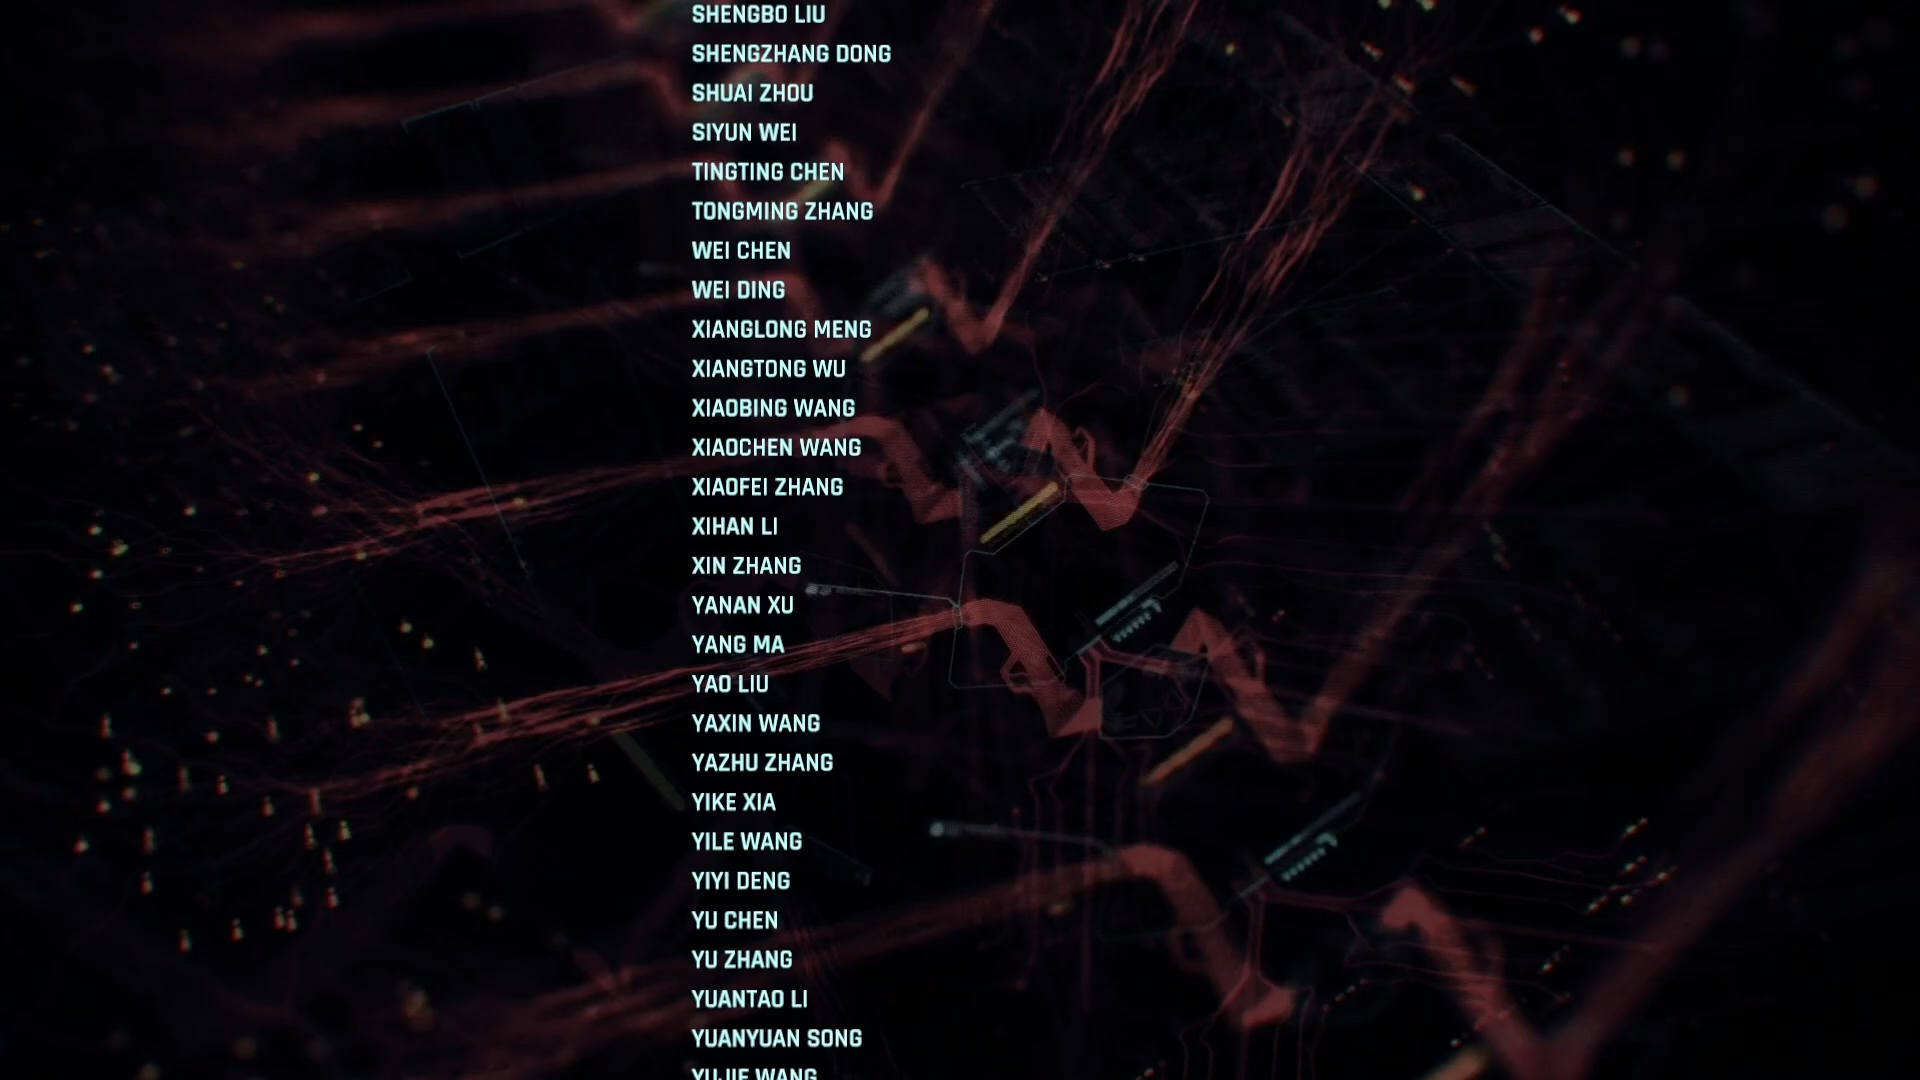 SHENGBO LIU
SHENGZHANG DONG
SHUAI ZHOU
SIYUN WEI
TINGTING CHEN
TONGMING ZHANG
WEI CHEN
WEI DING
XIANGLONG MENG
XIANGTONG WU
XIAOBING WANG
XIAOCHEN WANG
XIAOFEI ZHANG
XIHAN LI
XIN ZHANG
YANAN XU
YANG MA
YAO LIU
YAXIN WANG
YAZHU ZHANG
YIKE XIA
YILE WANG
YIYI DENG
YU CHEN
YU ZHANG
YUANTAO LI
YUANYUAN SONG
YUJIE WANG